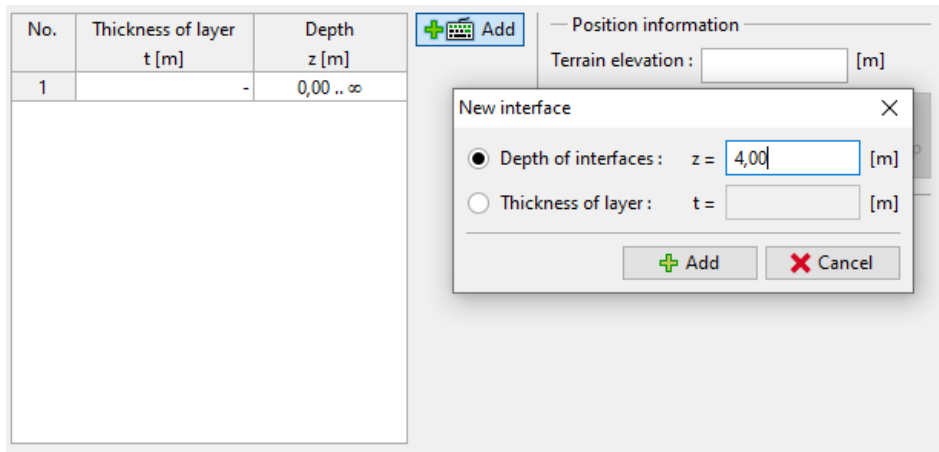 No.
Thickness of layer
t [m]
Depth
z [m]
1
-
0,00 .. ∞
Add
Position information
Terrain elevation :
[m]
New interface
Depth of interfaces :
z =
4,00
[m]
Thickness of layer :
t =
[m]
Add
Cancel